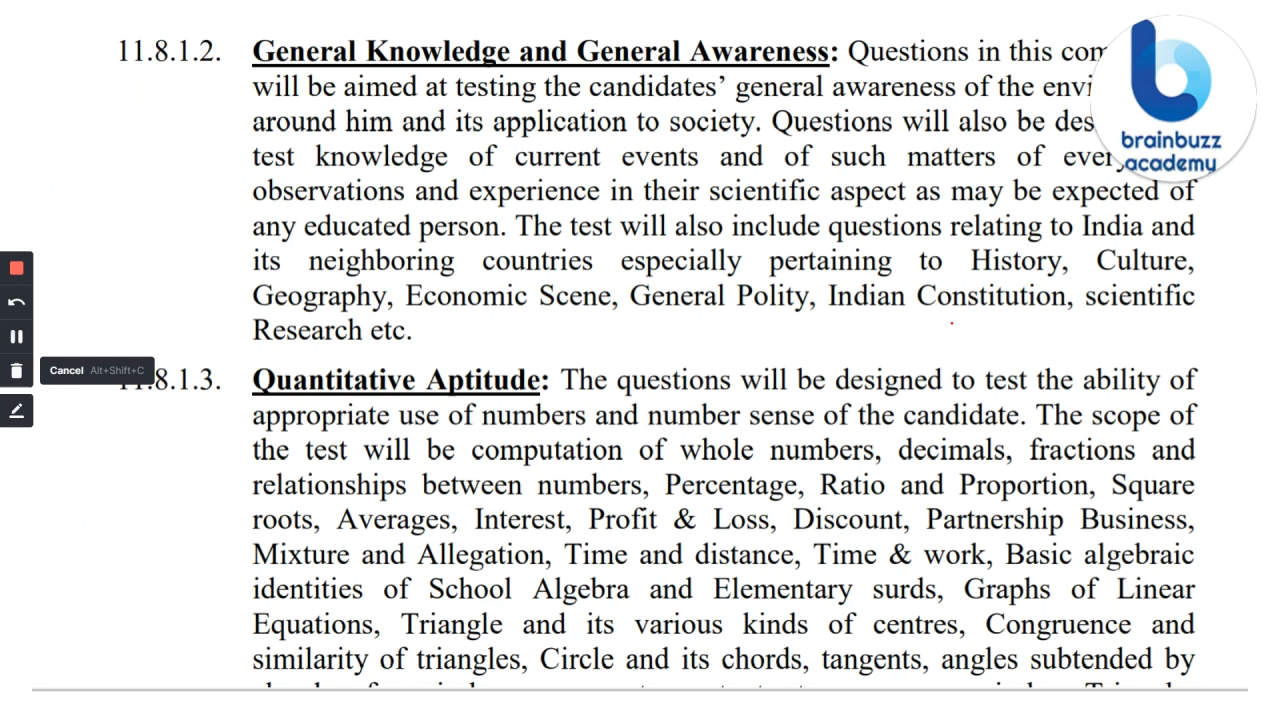 11.8.1.2. General Knowledge and General Awareness: Questions in this com
will be aimed at testing the candidates’ general awareness of the envi
around him and its application to society. Questions will also be des
test knowledge of current events and of such matters of every
observations and experience in their scientific aspect as may be expected of
any educated person. The test will also include questions relating to India and
its neighboring countries especially pertaining to History, Culture,
Geography, Economic Scene, General Polity, Indian Constitution, scientific
Research etc.
brainbuzz
academy
Cancel Alt+Shift+C
8.1.3. Quantitative Aptitude: The questions will be designed to test the ability of
appropriate use of numbers and number sense of the candidate. The scope of
the test will be computation of whole numbers, decimals, fractions and
relationships between numbers, Percentage, Ratio and Proportion, Square
roots, Averages, Interest, Profit & Loss, Discount, Partnership Business,
Mixture and Allegation, Time and distance, Time & work, Basic algebraic
identities of School Algebra and Elementary surds, Graphs of Linear
Equations, Triangle and its various kinds of centres, Congruence and
similarity of triangles, Circle and its chords, tangents, angles subtended by